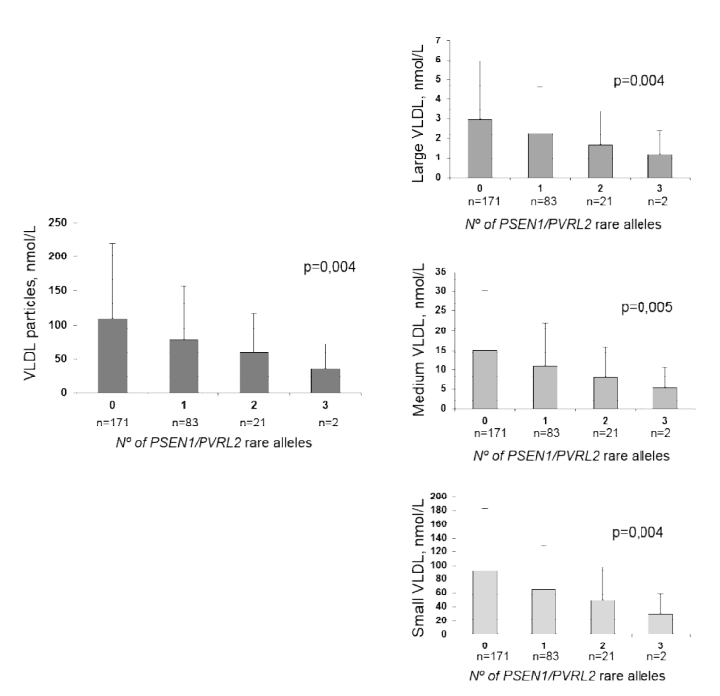 VLDL particles, nmol/L
250
200
150
100
50
0
p=0,004
0 1 2 3
n=171 n=83 n=21 n=2
Nº of PSEN1/PVRL2 rare alleles
Large VLDL, nmol/L
7
6
5
4
3
2
1
0
p=0,004
0 1 2 3
n=171 n=83 n=21 n=2
Nº of PSEN1/PVRL2 rare alleles
Medium VLDL, nmol/L
35
30
25
20
15
10
5
0
p=0,005
0 1 2 3
n=171 n=83 n=21 n=2
Nº of PSEN1/PVRL2 rare alleles
Small VLDL, nmol/L
200
180
160
140
120
100
80
60
40
20
0
p=0,004
0 1 2 3
n=171 n=83 n=21 n=2
Nº of PSEN1/PVRL2 rare alleles